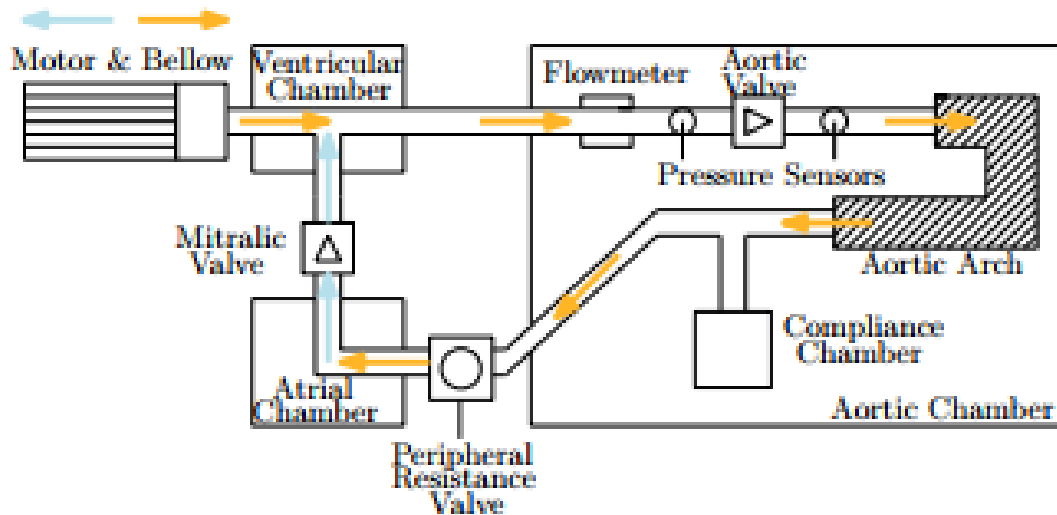 Motor & Bellow
Ventricular
Chamber
Flowmeter
Aortic
Valve
Pressure Sensors
Mitralic
Valve
Aortic Arch
Compliance
Chamber
Atrial
Chamber
Aortic Chamber
Peripheral
Resistance
Valve